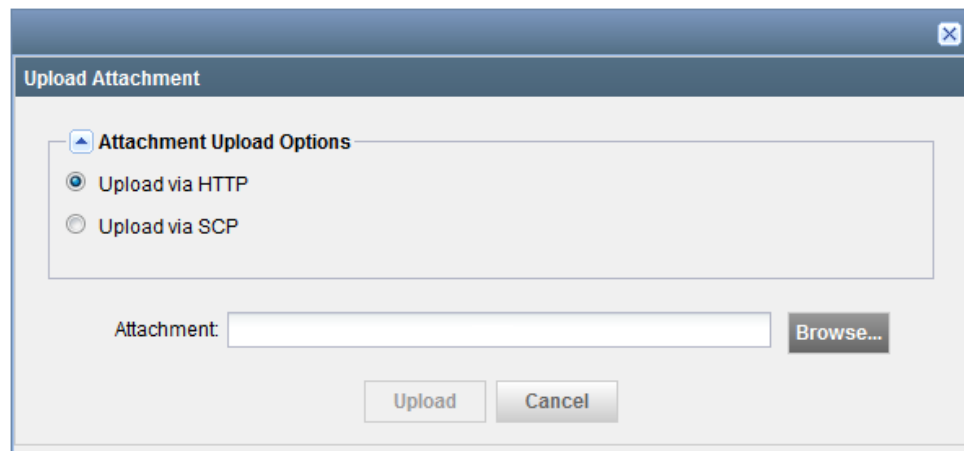 Upload Attachment
Attachment Upload Options
Upload via HTTP
Upload via SCP
Attachment:
Browse...
Upload Cancel